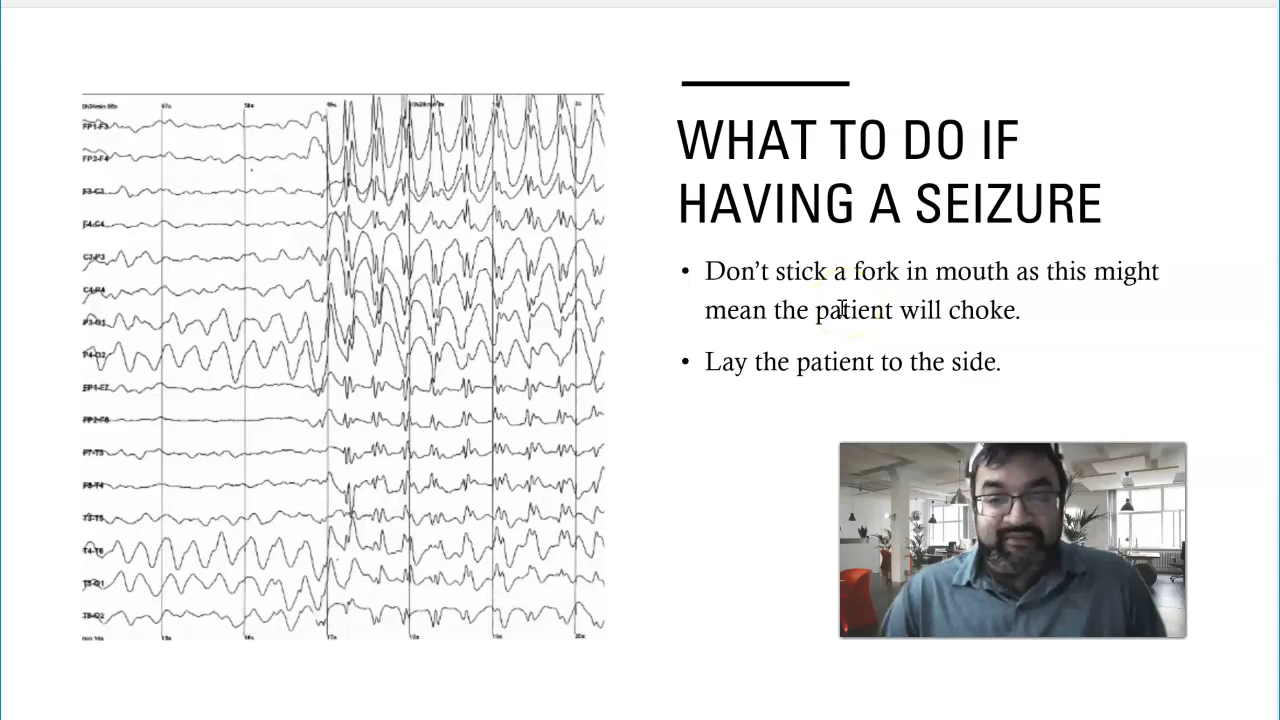 WHAT TO DO IF
HAVING A SEIZURE
• Don’t stick a fork in mouth as this might
mean the patient will choke.
• Lay the patient to the side.
FP1-F3
FP2-F4
F3-C3
F4-C4
C3-P3
C4-P4
P3-O1
P4-O2
FP1-F7
FP2-F8
F7-T3
F8-T4
T3-T5
T4-T6
T5-O1